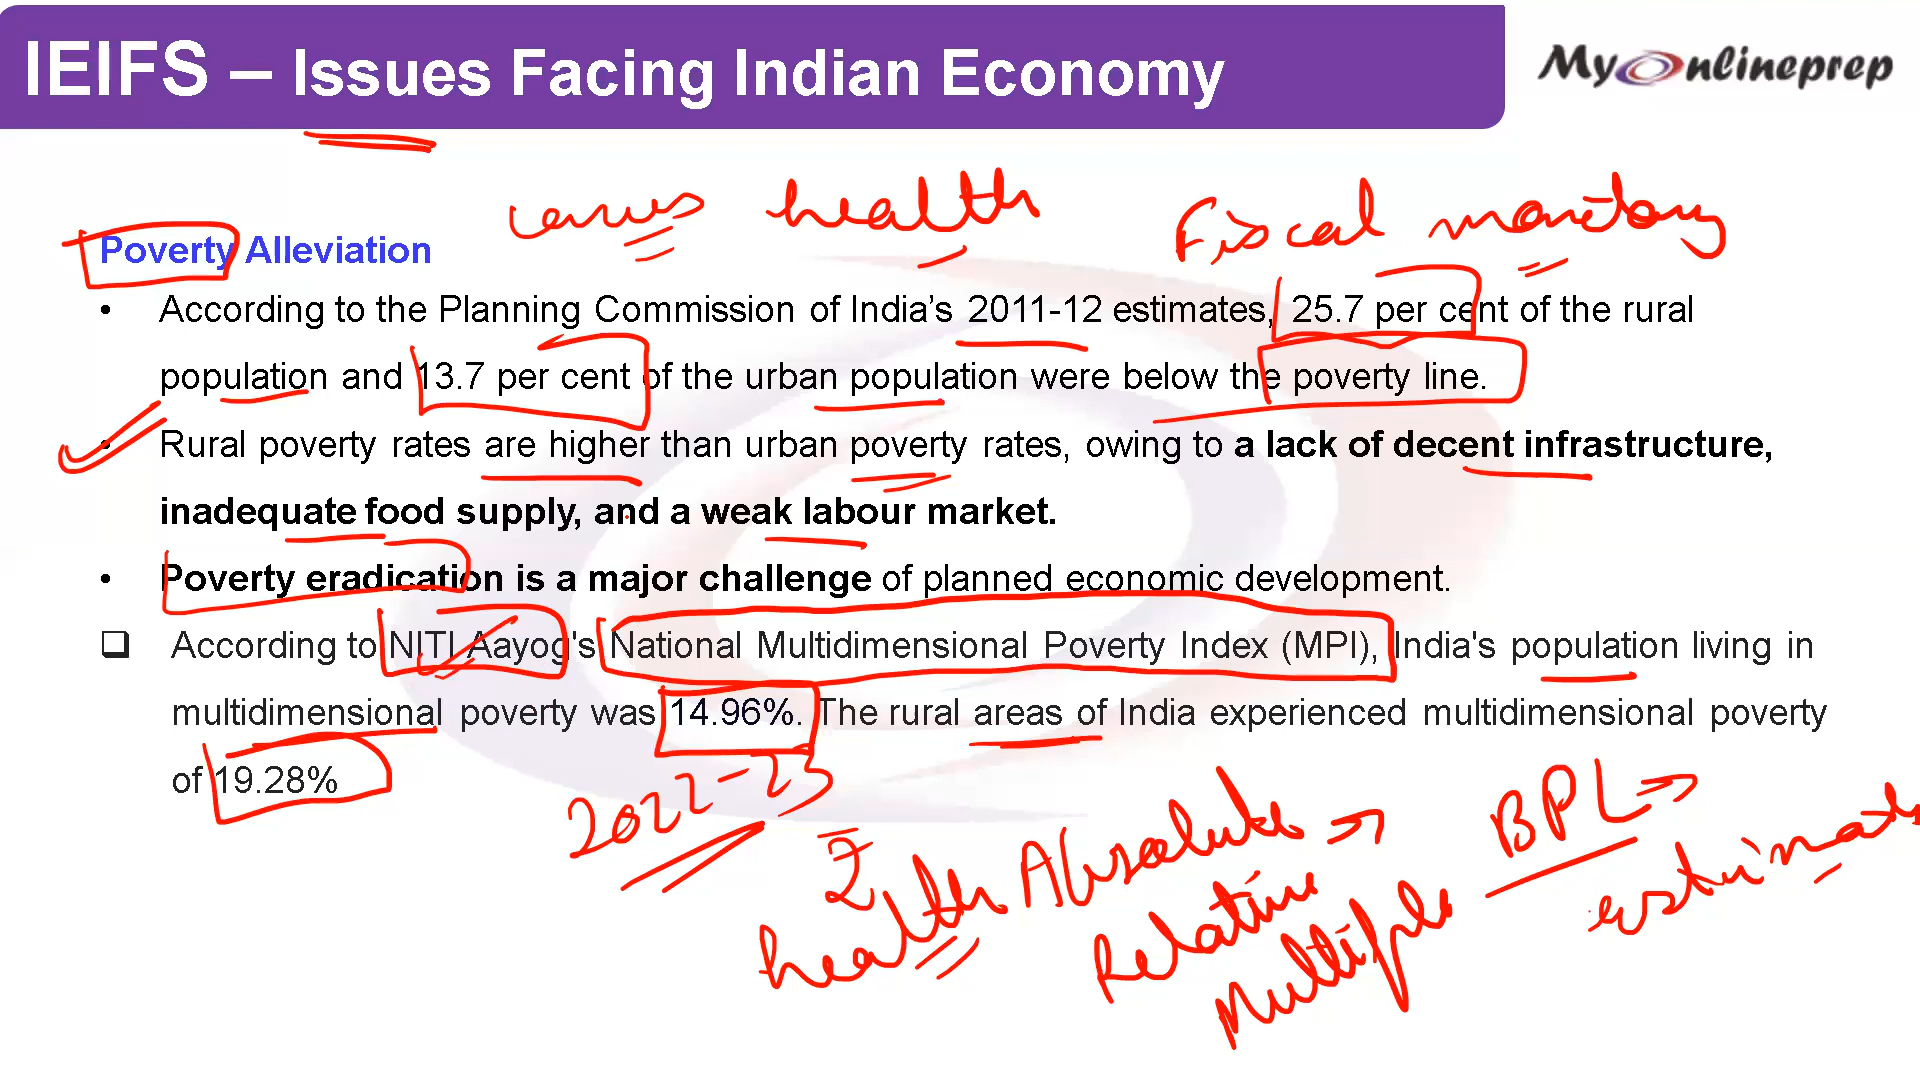 IEIFS – Issues Facing Indian Economy
MyOnlineprep
causes health Fiscal
Poverty Alleviation
• According to the Planning Commission of India’s 2011-12 estimates, 25.7 per cent of the rural
population and 13.7 per cent of the urban population were below the poverty line.
• Rural poverty rates are higher than urban poverty rates, owing to a lack of decent infrastructure,
inadequate food supply, and a weak labour market.
• Poverty eradication is a major challenge of planned economic development.
❑ According to NITI Aayog's National Multidimensional Poverty Index (MPI), India's population living in
multidimensional poverty was 14.96%. The rural areas of India experienced multidimensional poverty
of 19.28%
2022-23
₹
health Absolute → BPL →
Relative
Multiple